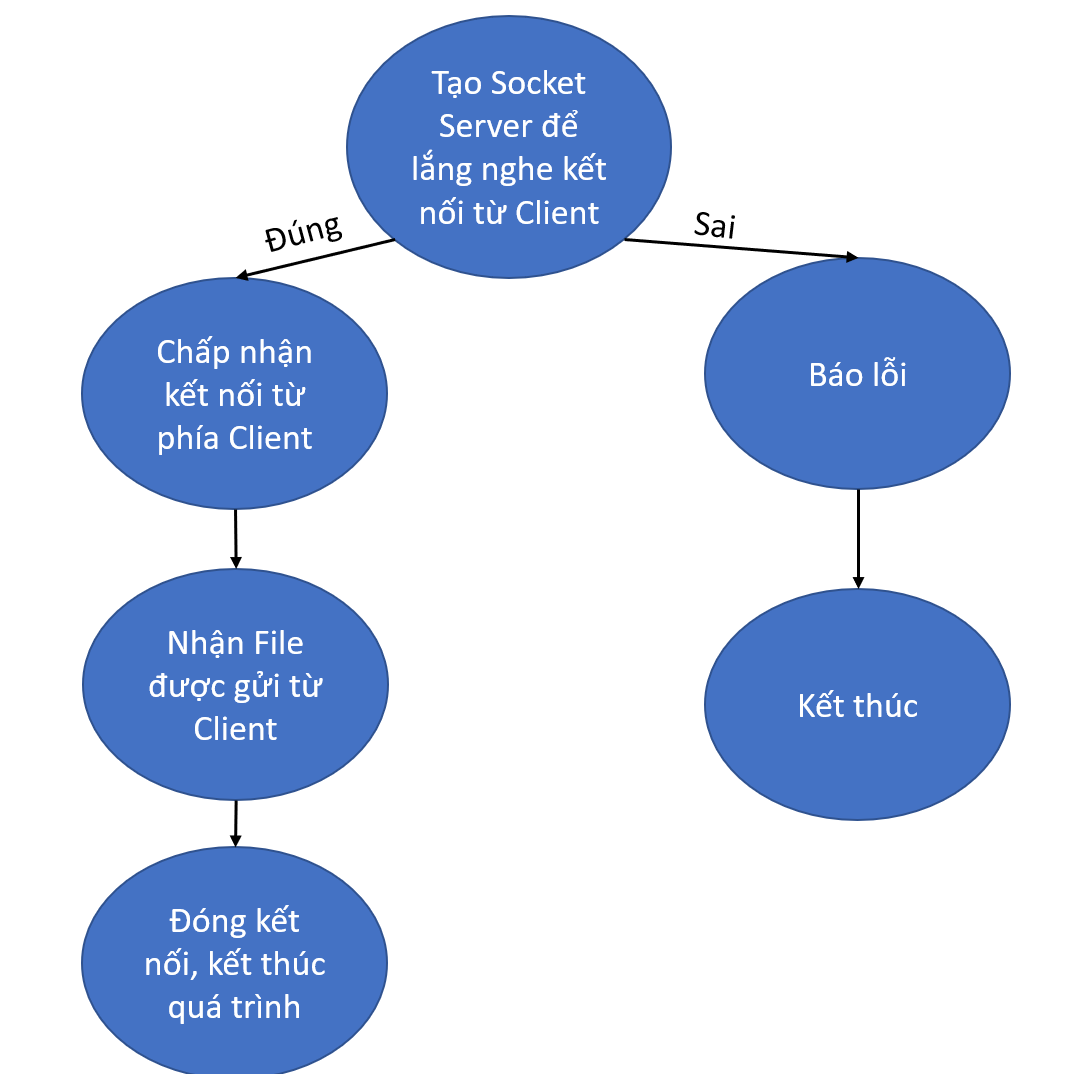 Tạo Socket
Server để
lắng nghe kết
nối từ Client
Đúng
Sai
Chấp nhận
kết nối từ
phía Client
Báo lỗi
Nhận File
được gửi từ
Client
Kết thúc
Đóng kết
nối, kết thúc
quá trình